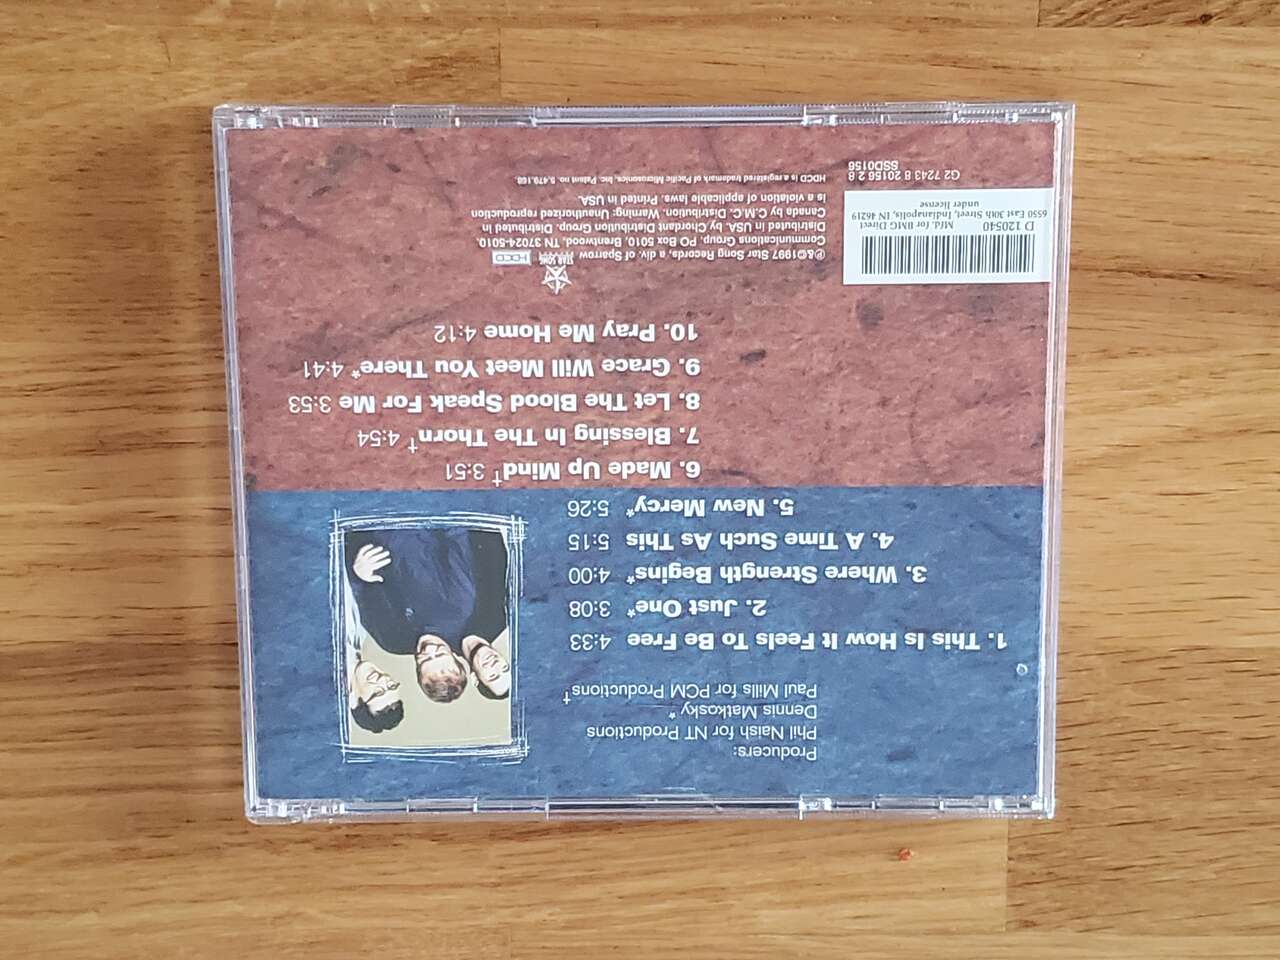 Producers:
Phil Naish for NT Productions
Dennis Matkosky *
Paul Mills for PCM Productions†
1. This Is How It Feels To Be Free 4:33
2. Just One* 3:08
3. Where Strength Begins* 4:00
4. A Time Such As This 5:15
5. New Mercy* 5:26
6. Made Up Mind† 3:51
7. Blessing In The Thorn† 4:54
8. Let The Blood Speak For Me 3:53
9. Grace Will Meet You There* 4:41
10. Pray Me Home 4:12
STAR SONG
HDCD
℗&©1997 Star Song Records, a div. of Sparrow
Communications Group. PO Box 5010, Brentwood, TN 37024-5010.
Distributed in USA by Chordant Distribution Group. Distributed in
Canada by C.M.C. Distribution. Warning: Unauthorized reproduction
is a violation of applicable laws. Printed in USA
HDCD is a registered trademark of Pacific Microsonics, Inc. Patent no. 5,479,168
D 120540
Mfd. for BMG Direct
6550 East 30th Street, Indianapolis, IN 46219
under license
G2 7243 8 20156 2 8
SSD0156